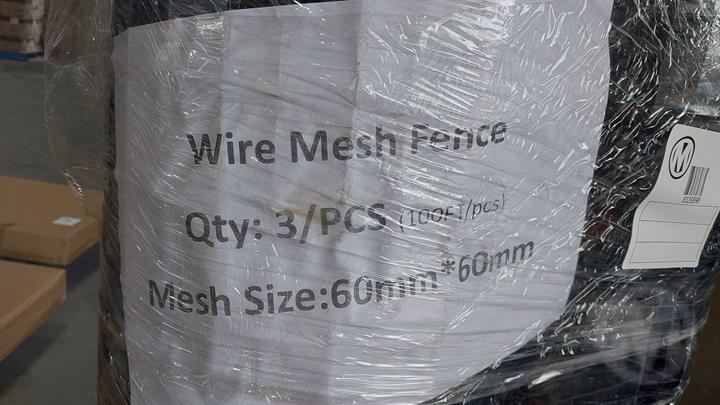 Wire Mesh Fence
Qty: 3/PCS (100FT/pcs)
Mesh Size:60mm*60mm
M